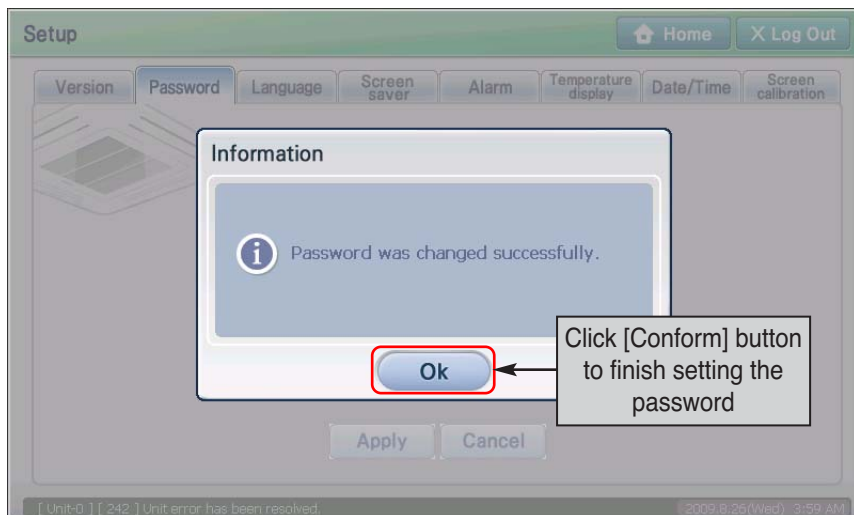 Setup
Home
X Log Out
Version
Password
Language
Screen
saver
Alarm
Temperature
display
Date/Time
Screen
calibration
Information
Password was changed successfully.
Ok
Click [Conform] button
to finish setting the
password
Apply
Cancel
[ Unit-0 ] [ 242 ] Unit error has been resolved.
2009.8.26(Wed) 3:59 AM